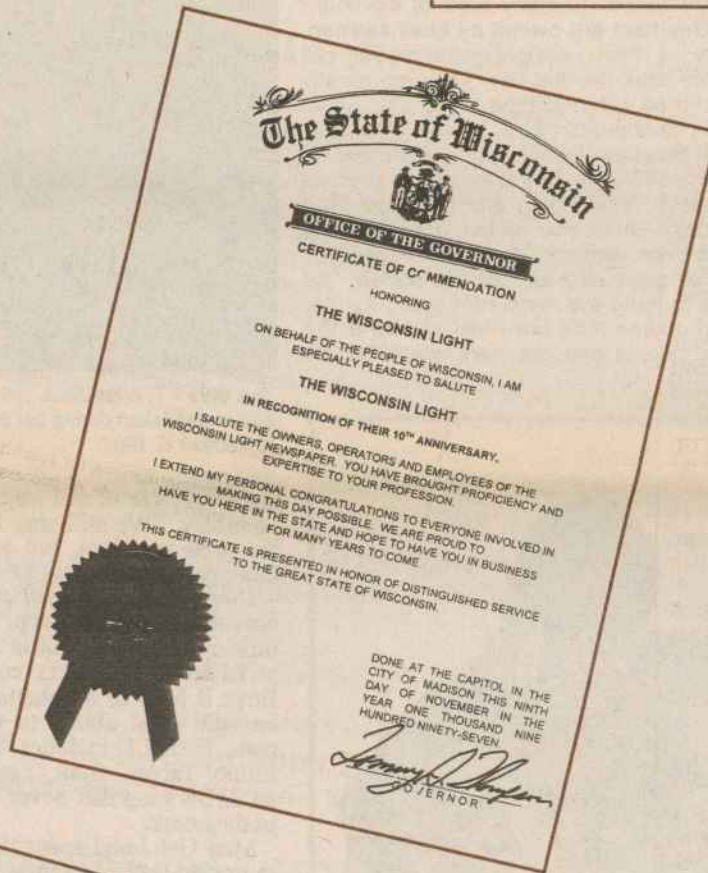 The State of Wisconsin
OFFICE OF THE GOVERNOR
CERTIFICATE OF COMMENDATION
HONORING
THE WISCONSIN LIGHT
ON BEHALF OF THE PEOPLE OF WISCONSIN, I AM
ESPECIALLY PLEASED TO SALUTE
THE WISCONSIN LIGHT
IN RECOGNITION OF THEIR 10TH ANNIVERSARY.
I SALUTE THE OWNERS, OPERATORS AND EMPLOYEES OF THE
WISCONSIN LIGHT NEWSPAPER. YOU HAVE BROUGHT PROFICIENCY AND
EXPERTISE TO YOUR PROFESSION.
I EXTEND MY PERSONAL CONGRATULATIONS TO EVERYONE INVOLVED IN
MAKING THIS DAY POSSIBLE. WE ARE PROUD TO
HAVE YOU HERE IN THE STATE AND HOPE TO HAVE YOU IN BUSINESS
FOR MANY YEARS TO COME.
THIS CERTIFICATE IS PRESENTED IN HONOR OF DISTINGUISHED SERVICE
TO THE GREAT STATE OF WISCONSIN.
DONE AT THE CAPITOL IN THE
CITY OF MADISON THIS NINTH
DAY OF NOVEMBER IN THE
YEAR ONE THOUSAND NINE
HUNDRED NINETY-SEVEN.
Tommy G. Thompson
GOVERNOR